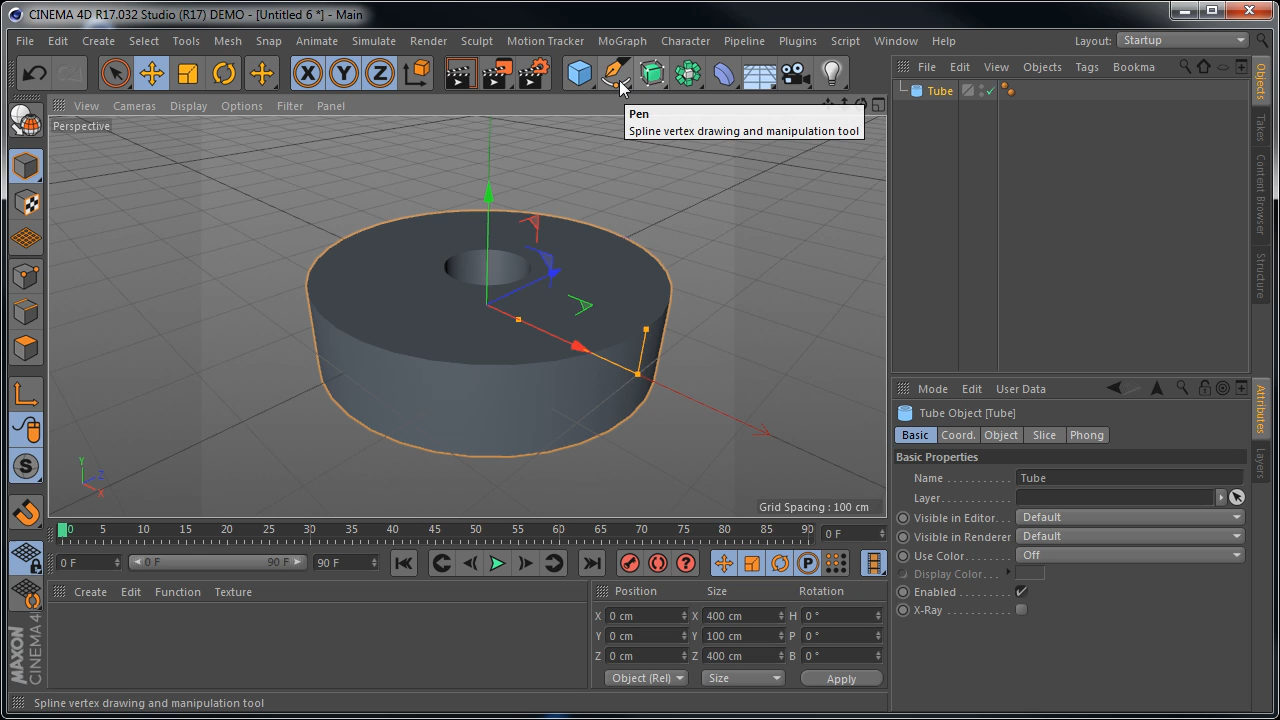 CINEMA 4D R17.032 Studio (R17) DEMO - [Untitled 6 *] - Main
File Edit Create Select Tools Mesh Snap Animate Simulate Render Sculpt Motion Tracker MoGraph Character Pipeline Plugins Script Window Help Layout: Startup
X Y Z
File Edit View Objects Tags Bookma
Tube
View Cameras Display Options Filter Panel
Perspective
Pen
Spline vertex drawing and manipulation tool
Y
Z
X
Grid Spacing : 100 cm
Objects
Takes
Content Browser
Structure
Mode Edit User Data
Tube Object [Tube]
Basic Coord. Object Slice Phong
Basic Properties
Name Tube
Layer
Visible in Editor Default
Visible in Renderer Default
Use Color Off
Display Color
Enabled
X-Ray
Attributes
Layers
0 5 10 15 20 25 30 35 40 45 50 55 60 65 70 75 80 85 90 0 F
0 F 0 F 90 F 90 F P
S
Create Edit Function Texture
Position Size Rotation
X 0 cm X 400 cm H 0 °
Y 0 cm Y 100 cm P 0 °
Z 0 cm Z 400 cm B 0 °
Object (Rel) Size Apply
MAXON
CINEMA 4D
Spline vertex drawing and manipulation tool